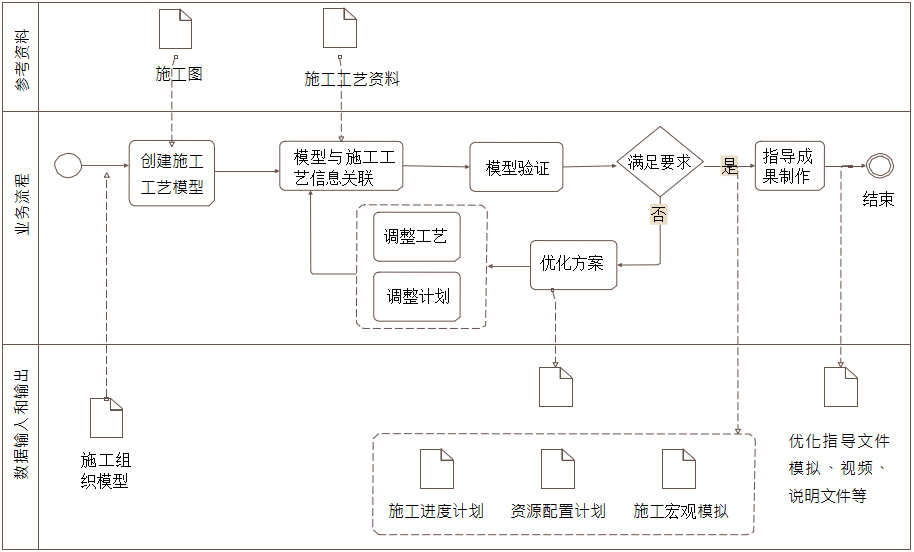 参考资料
施工图
施工工艺资料
业务流程
创建施工
工艺模型
模型与施工工
艺信息关联
模型验证
满足要求
是
指导成
果制作
结束
否
调整工艺
优化方案
调整计划
数据输入和输出
施工组
织模型
优化指导文件
模拟、视频、
说明文件等
施工进度计划
资源配置计划
施工宏观模拟